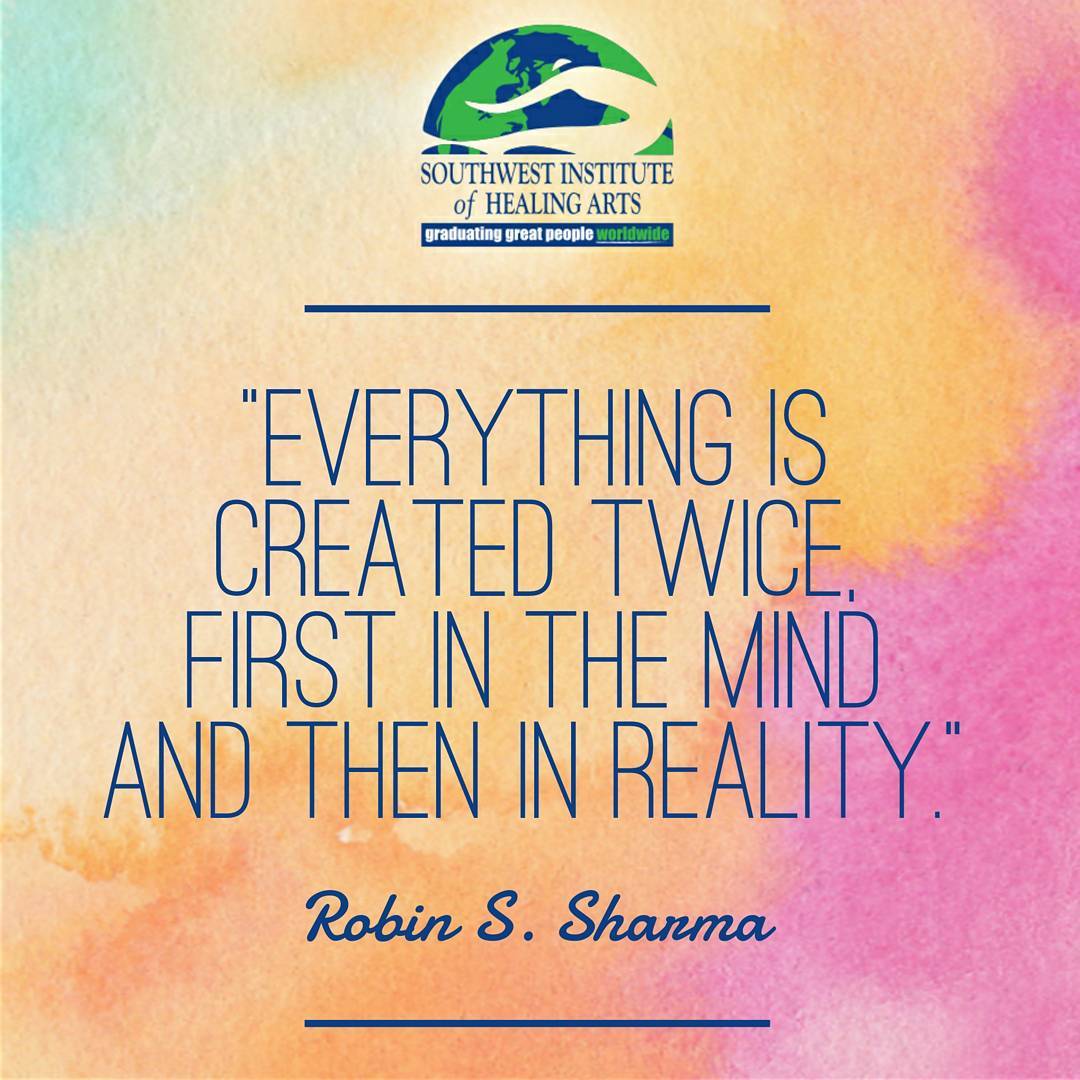 SOUTHWEST INSTITUTE
of HEALING ARTS
graduating great people worldwide
"EVERYTHING IS
CREATED TWICE,
FIRST IN THE MIND
AND THEN IN REALITY."
Robin S. Sharma